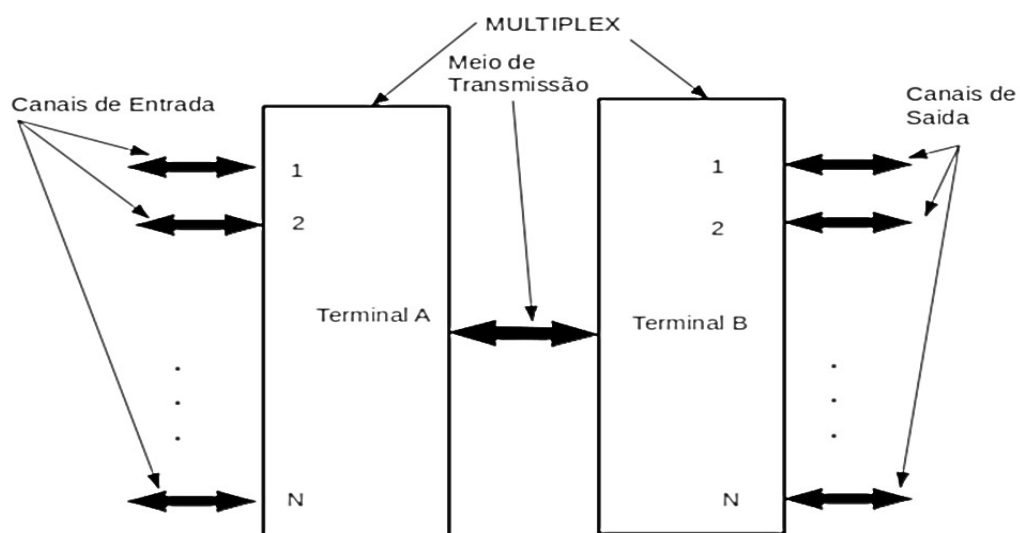 MULTIPLEX
Meio de
Transmissão
Canais de Entrada
Canais de
Saida
1
2
Terminal A
N
1
2
Terminal B
N